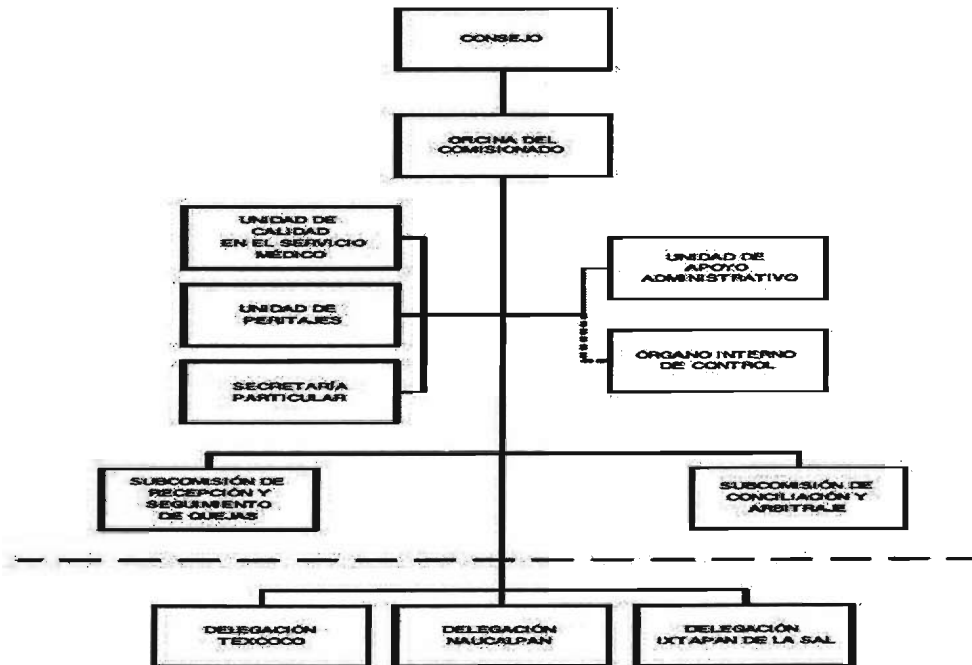 CONSEJO
OFICINA DEL
COMISIONADO
UNIDAD DE
CALIDAD
EN EL SERVICIO
MÉDICO
UNIDAD DE
APOYO
ADMINISTRATIVO
UNIDAD DE
PERITAJES
ÓRGANO INTERNO
DE CONTROL
SECRETARÍA
PARTICULAR
SUBCOMISIÓN DE
RECEPCIÓN Y
SEGUIMIENTO
DE QUEJAS
SUBCOMISIÓN DE
CONCILIACIÓN Y
ARBITRAJE
DELEGACIÓN
TEXCOCO
DELEGACIÓN
NAUCALPAN
DELEGACIÓN
IXTAPAN DE LA SAL